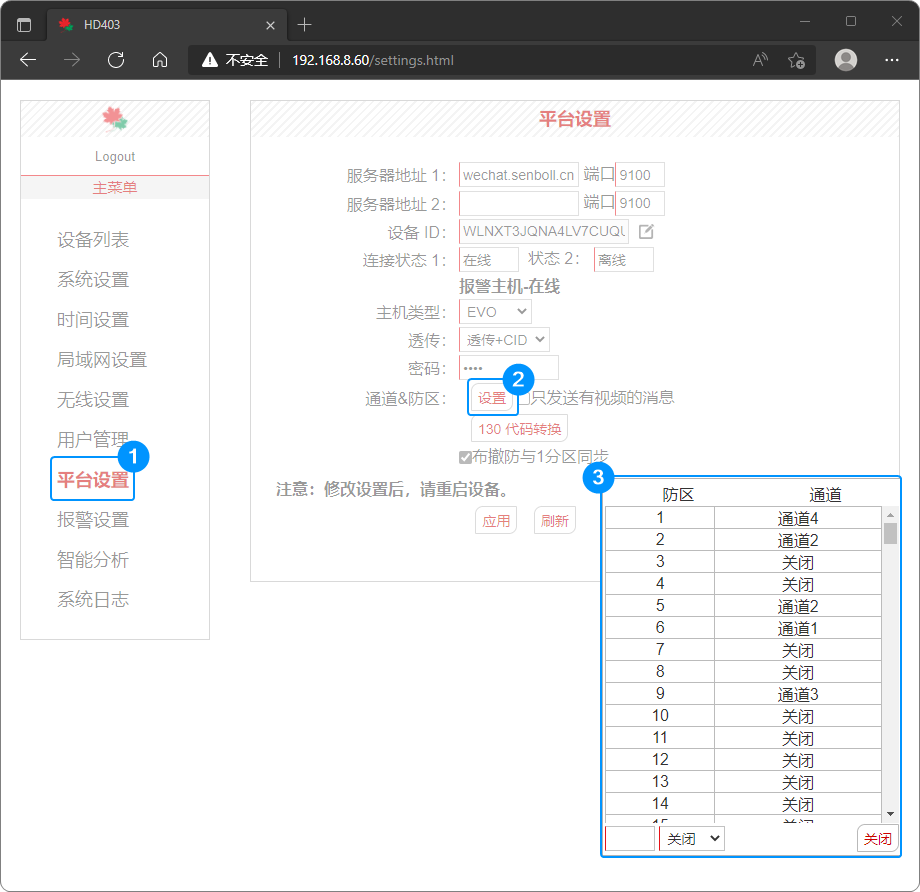 HD403
不安全 192.168.8.60/settings.html
Logout
主菜单
设备列表
系统设置
时间设置
局域网设置
无线设置
用户管理
1
平台设置
报警设置
智能分析
系统日志
平台设置
服务器地址 1: wechat.senboll.cn 端口 9100
服务器地址 2: 端口 9100
设备 ID: WLNXT3JQNA4LV7CUQU
连接状态 1: 在线 状态 2: 离线
报警主机-在线
主机类型: EVO
透传: 透传+CID
密码: ••••
2
通道&防区: 设置 只发送有视频的消息
130 代码转换
布撤防与1分区同步
注意：修改设置后，请重启设备。
应用 刷新
3
防区 通道
1 通道4
2 通道2
3 关闭
4 关闭
5 通道2
6 通道1
7 关闭
8 关闭
9 通道3
10 关闭
11 关闭
12 关闭
13 关闭
14 关闭
15 关闭
关闭 关闭